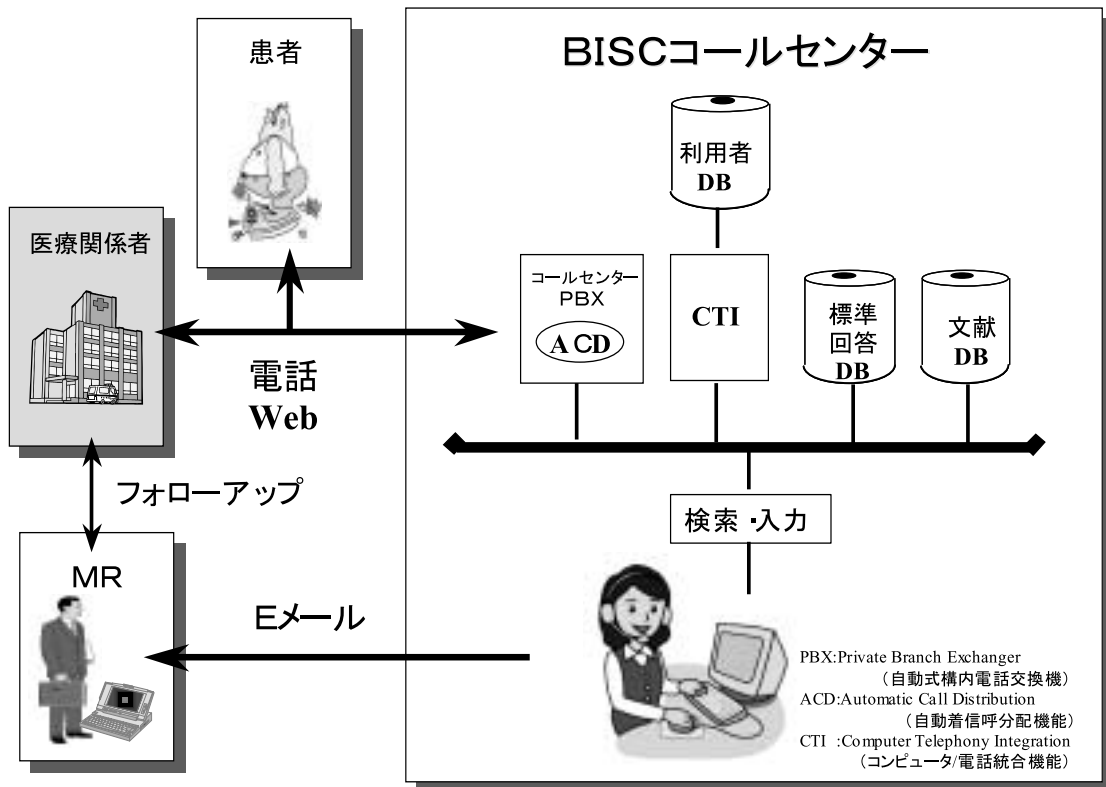 患者
BISCコールセンター
利用者
DB
医療関係者
コールセンター
PBX
ACD
CTI
標準
回答
DB
文献
DB
電話
Web
フォローアップ
検索・入力
MR
Eメール
PBX:Private Branch Exchanger
(自動式構内電話交換機)
ACD:Automatic Call Distribution
(自動着信呼分配機能)
CTI :Computer Telephony Integration
(コンピュータ/電話統合機能)